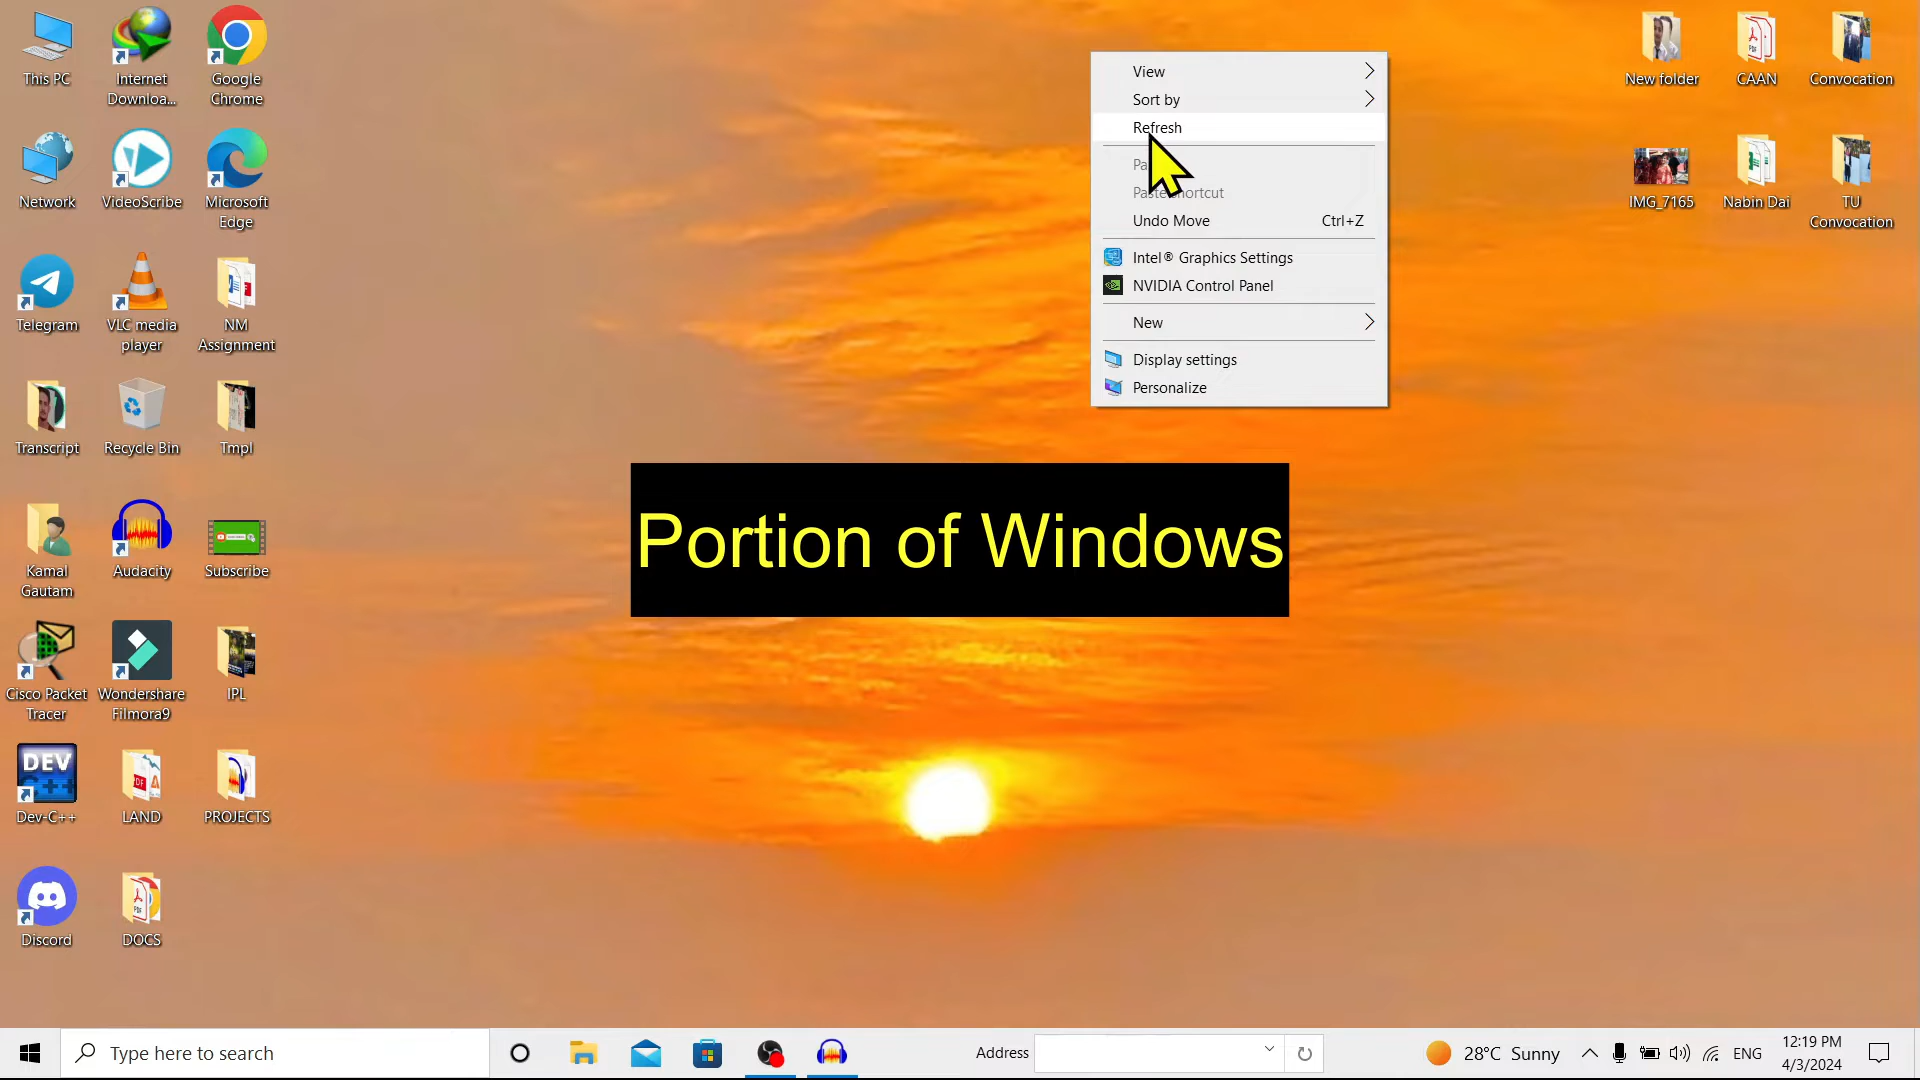 This PC
Internet
Downloa...
Google
Chrome
Network
VideoScribe
Microsoft
Edge
Telegram
VLC media
player
NM
Assignment
Transcript
Recycle Bin
Tmpl
Kamal
Gautam
Audacity
Subscribe
Cisco Packet
Tracer
Wondershare
Filmora9
IPL
DEV
C++
Dev-C++
LAND
PROJECTS
Discord
DOCS
View
Sort by
Refresh
Undo Move Ctrl+Z
Intel® Graphics Settings
NVIDIA Control Panel
New
Display settings
Personalize
New folder
CAAN
Convocation
IMG_7165
Nabin Dai
TU
Convocation
Portion of Windows
Type here to search
Address
28°C Sunny
ENG
12:19 PM
4/3/2024